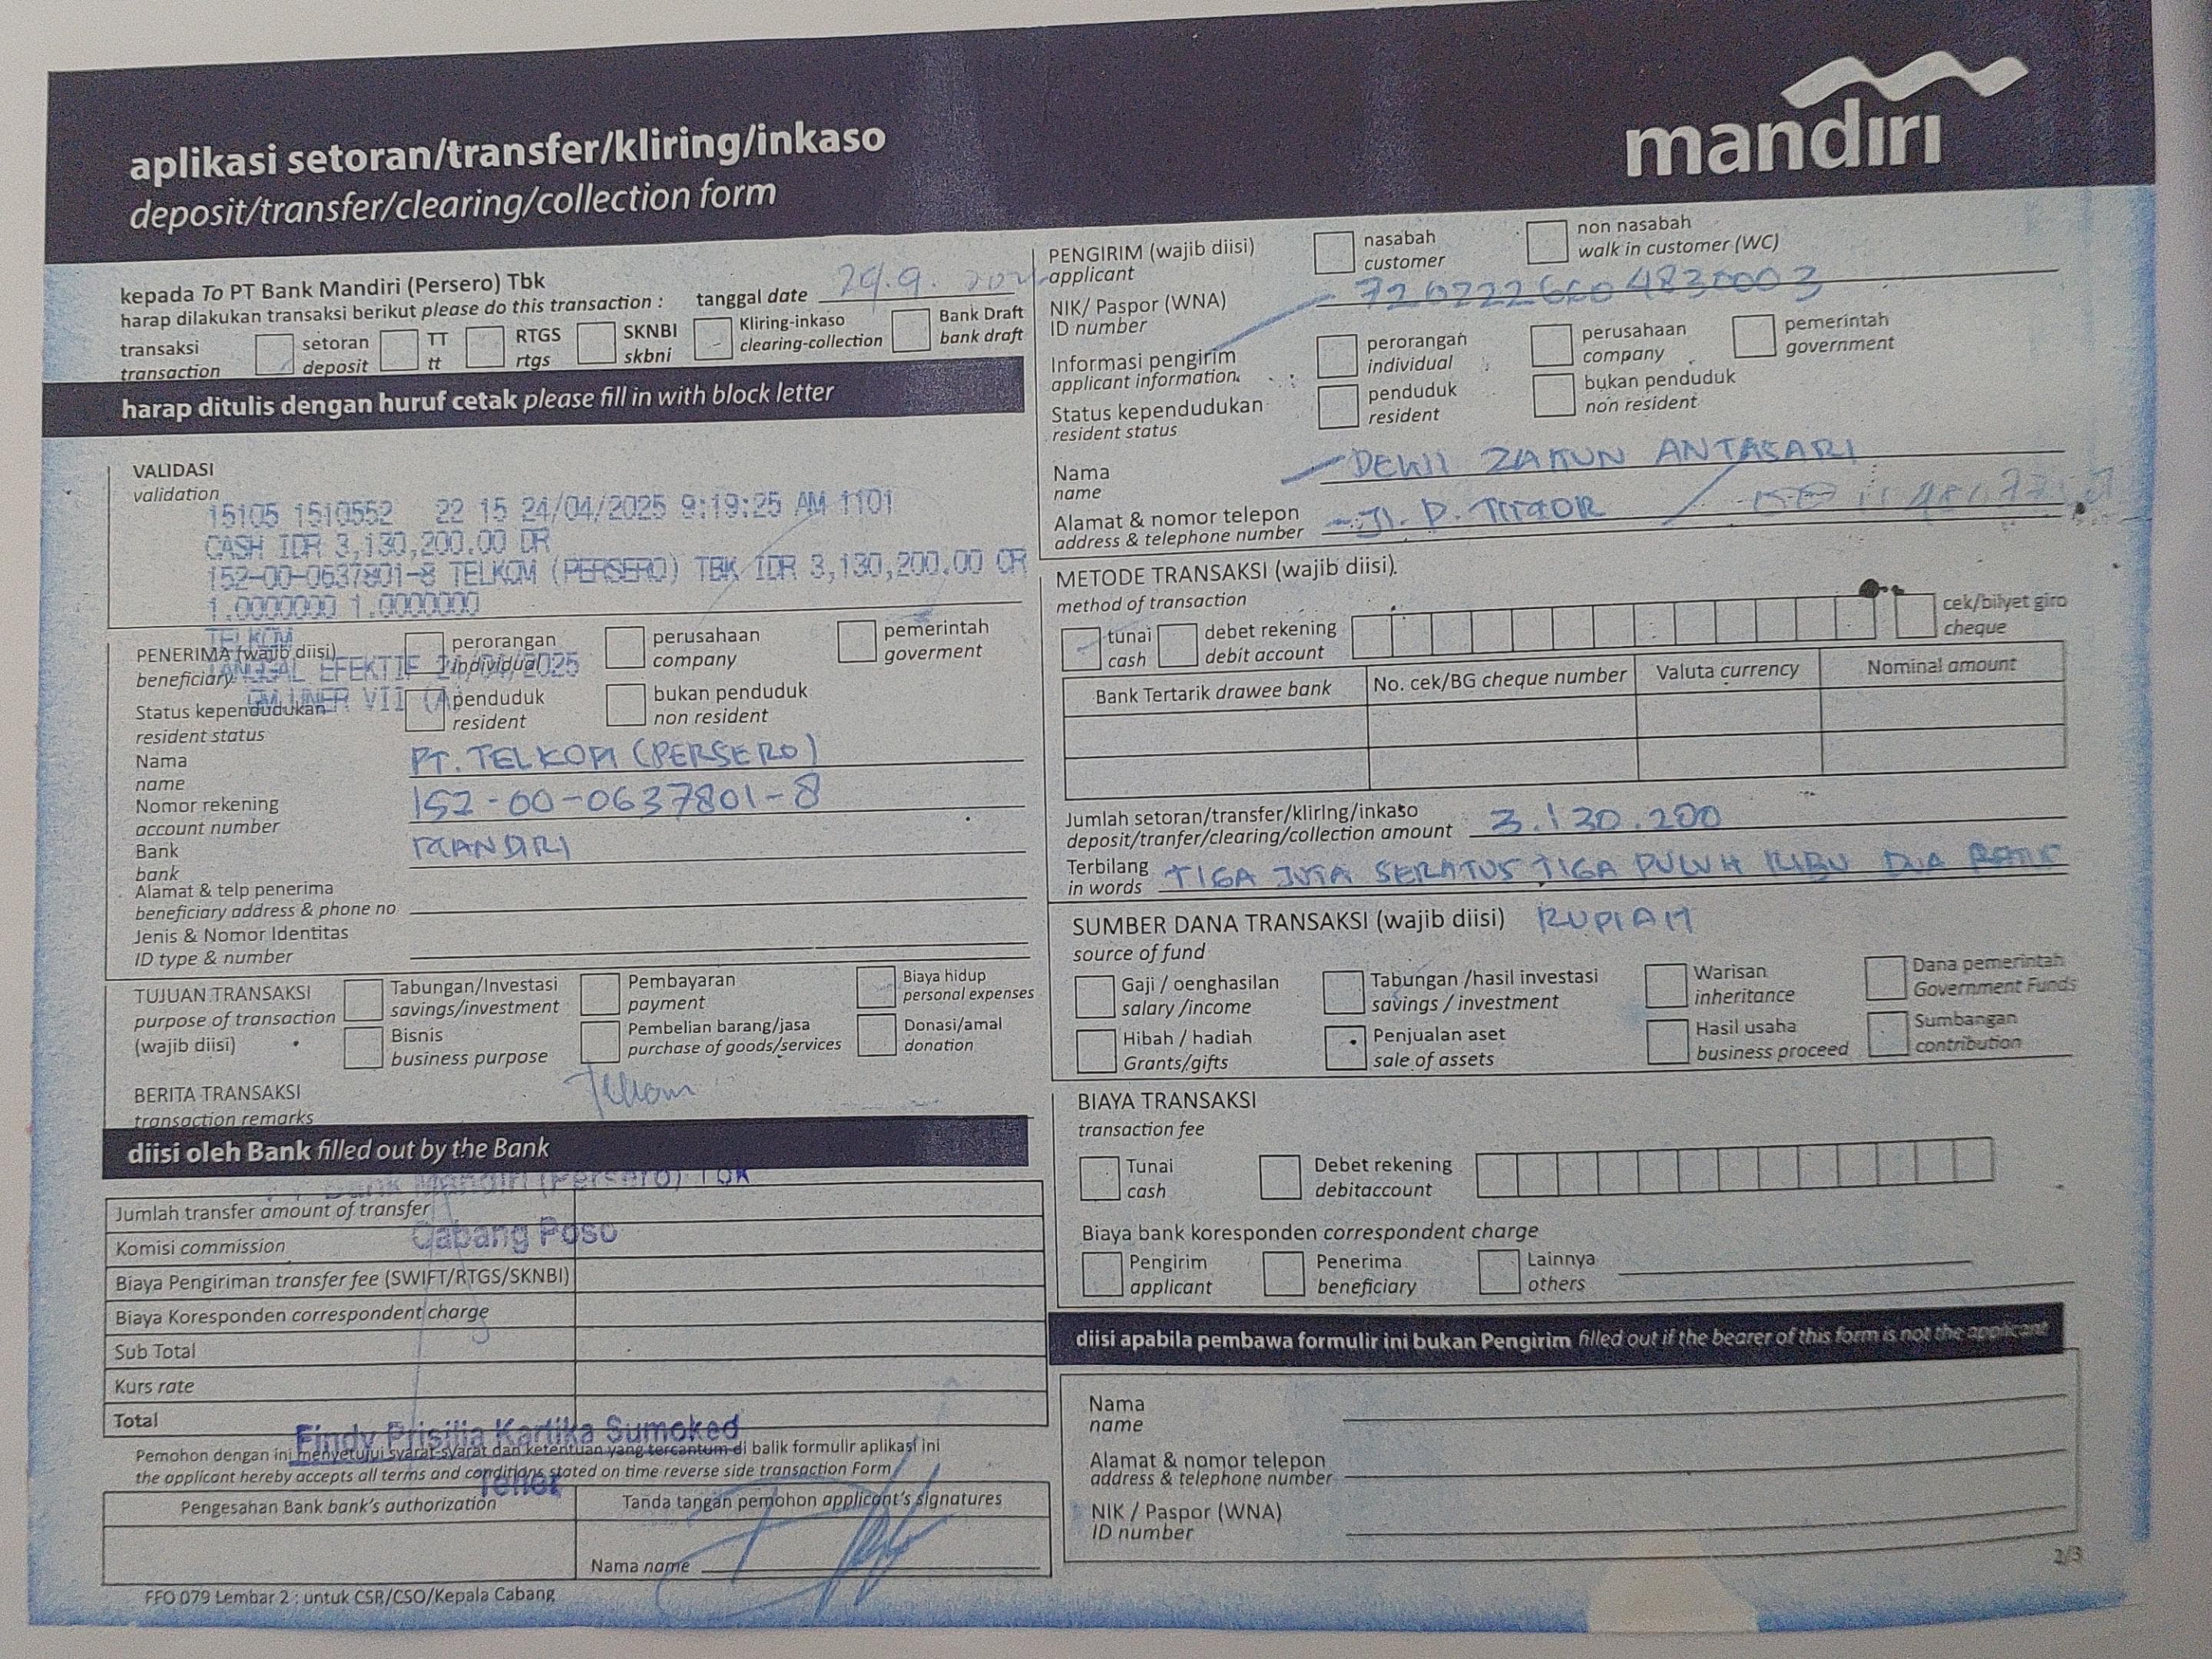 aplikasi setoran/transfer/kliring/inkaso
deposit/transfer/clearing/collection form
mandiri
kepada To PT Bank Mandiri (Persero) Tbk
harap dilakukan transaksi berikut please do this transaction :
tanggal date
transaksi
transaction
setoran
deposit
TT
tt
RTGS
rtgs
SKNBI
skbni
Kliring-inkaso
clearing-collection
Bank Draft
bank draft
harap ditulis dengan huruf cetak please fill in with block letter
VALIDASI
validation
15105 1510552 22 15 24/04/2025 9:19:25 AM 1101
CASH IDR 3,130,200.00 DR
152-00-0637801-8 TELKOM (PERSERO) TBK IDR 3,130,200.00 CR
1.0000000 1.0000000
TELKOM
TANGGAL EFEKTIF 24/04/2025
PENERIMA (wajib diisi)
beneficiary
perorangan
individual
perusahaan
company
pemerintah
goverment
Status kependudukan
resident status
penduduk
resident
bukan penduduk
non resident
Nama
name
PT. TELKOM (PERSERO)
Nomor rekening
account number
152-00-0637801-8
Bank
bank
MANDIRI
Alamat & telp penerima
beneficiary address & phone no
Jenis & Nomor Identitas
ID type & number
TUJUAN TRANSAKSI
purpose of transaction
(wajib diisi)
Tabungan/Investasi
savings/investment
Pembayaran
payment
Biaya hidup
personal expenses
Bisnis
business purpose
Pembelian barang/jasa
purchase of goods/services
Donasi/amal
donation
BERITA TRANSAKSI
transaction remarks
Telkom
diisi oleh Bank filled out by the Bank
PT Bank Mandiri (Persero) Tbk
Cabang Poso
Jumlah transfer amount of transfer
Komisi commission
Biaya Pengiriman transfer fee (SWIFT/RTGS/SKNBI)
Biaya Koresponden correspondent charge
Sub Total
Kurs rate
Total
Findy Prisilia Kartika Sumoked
Teller
Pemohon dengan ini menyetujui syarat-syarat dan ketentuan yang tercantum di balik formulir aplikasi ini
the applicant hereby accepts all terms and conditions stated on time reverse side transaction Form
Pengesahan Bank bank's authorization
Tanda tangan pemohon applicant's signatures
Nama name
FFO 079 Lembar 2 : untuk CSR/CSO/Kepala Cabang
PENGIRIM (wajib diisi)
applicant
nasabah
customer
non nasabah
walk in customer (WC)
NIK/ Paspor (WNA)
ID number
Informasi pengirim
applicant information
perorangan
individual
perusahaan
company
pemerintah
government
Status kependudukan
resident status
penduduk
resident
bukan penduduk
non resident
Nama
name
DEWI ANTASARI
Alamat & nomor telepon
address & telephone number
Jl. P.
METODE TRANSAKSI (wajib diisi)
method of transaction
tunai
cash
debet rekening
debit account
cek/bilyet giro
cheque
Bank Tertarik drawee bank
No. cek/BG cheque number
Valuta currency
Nominal amount
Jumlah setoran/transfer/kliring/inkaso
deposit/tranfer/clearing/collection amount
3.130.200
Terbilang
in words
TIGA JUTA SERATUS TIGA PULUH RIBU DUA RATUS
SUMBER DANA TRANSAKSI (wajib diisi) RUPIAH
source of fund
Gaji / oenghasilan
salary /income
Tabungan /hasil investasi
savings / investment
Warisan
inheritance
Dana pemerintah
Government Funds
Hibah / hadiah
Grants/gifts
Penjualan aset
sale of assets
Hasil usaha
business proceed
Sumbangan
contribution
BIAYA TRANSAKSI
transaction fee
Tunai
cash
Debet rekening
debitaccount
Biaya bank koresponden correspondent charge
Pengirim
applicant
Penerima
beneficiary
Lainnya
others
diisi apabila pembawa formulir ini bukan Pengirim filled out if the bearer of this form is not the applicant
Nama
name
Alamat & nomor telepon
address & telephone number
NIK / Paspor (WNA)
ID number
2/3